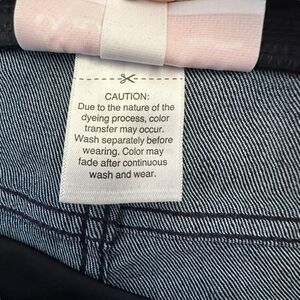 CAUTION:
Due to the nature of the
dyeing process, color
transfer may occur.
Wash separately before
wearing. Color may
fade after continuous
wash and wear.